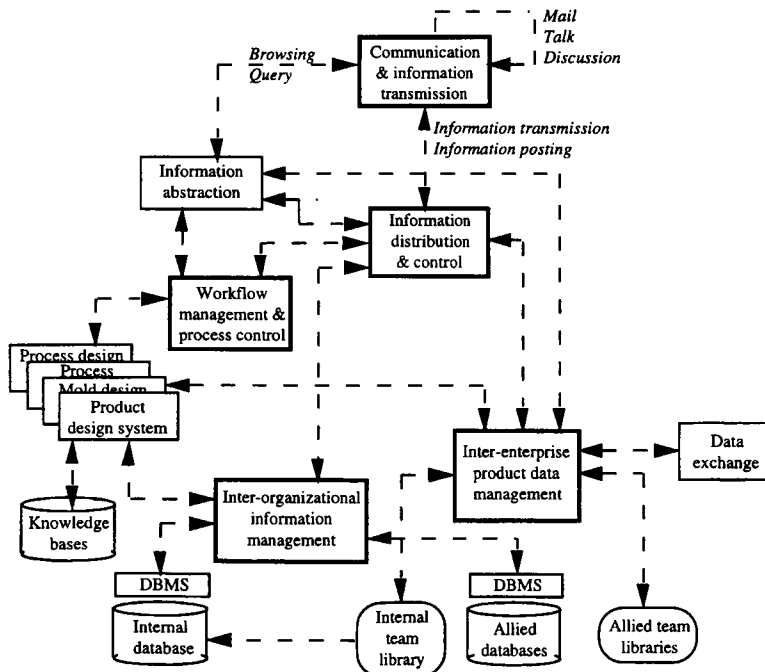 Mail
Talk
Discussion
Communication
& information
transmission
Browsing
Query
Information transmission
Information posting
Information
abstraction
Information
distribution
& control
Workflow
management &
process control
Process design
Process
Mold design
Product
design system
Inter-enterprise
product data
management
Data
exchange
Knowledge
bases
Inter-organizational
information
management
DBMS
DBMS
Internal
database
Internal
team
library
Allied
databases
Allied team
libraries